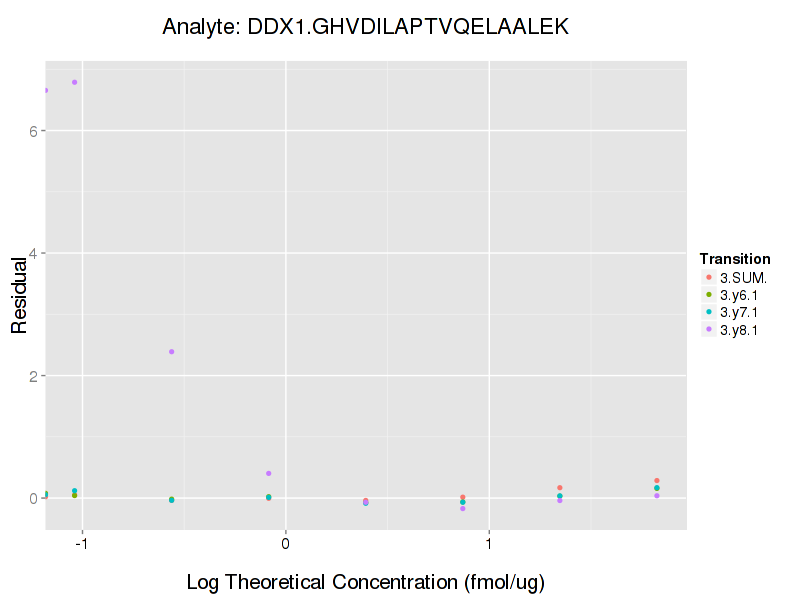 Analyte: DDX1.GHVDILAPTVQELAALEK
Residual
6
4
2
0
-1
0
1
Log Theoretical Concentration (fmol/ug)
Transition
3.SUM.
3.y6.1
3.y7.1
3.y8.1